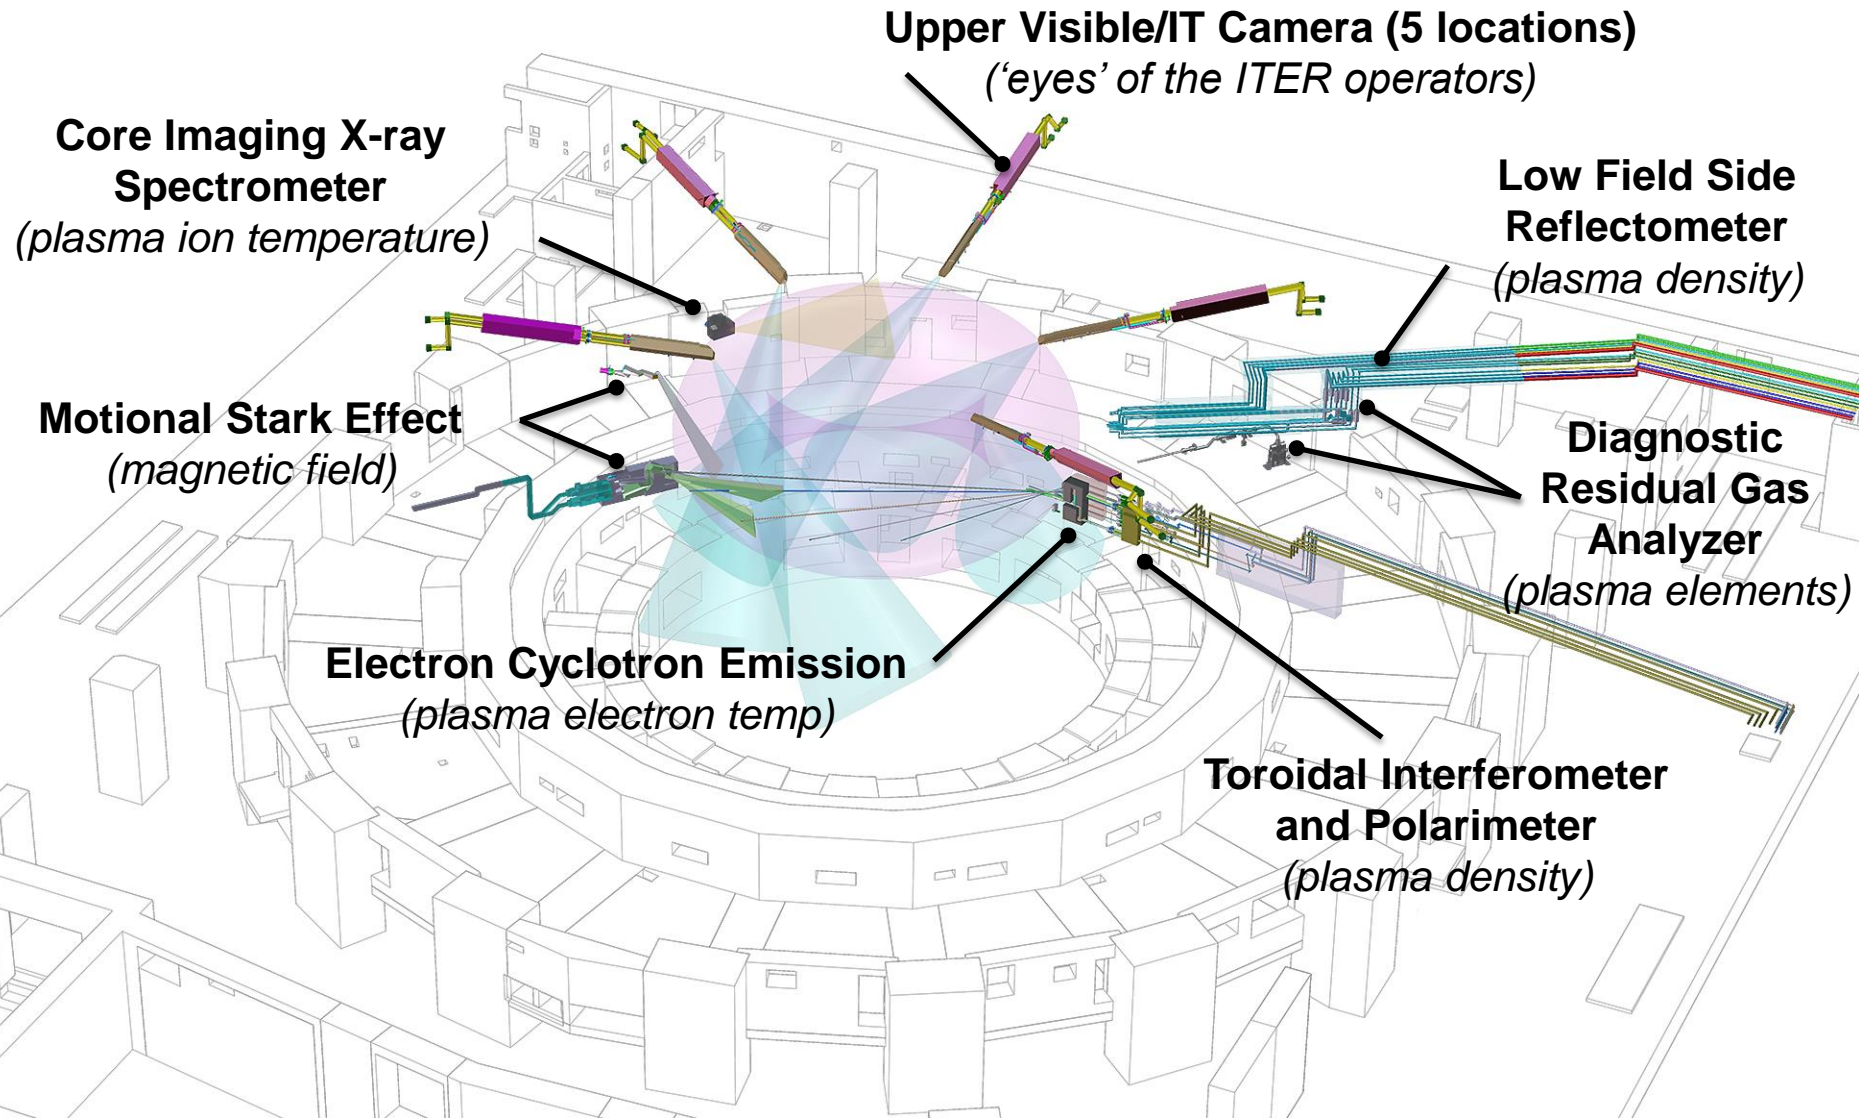 Upper Visible/IT Camera (5 locations)
(‘eyes’ of the ITER operators)
Core Imaging X-ray
Spectrometer
(plasma ion temperature)
Low Field Side
Reflectometer
(plasma density)
Motional Stark Effect
(magnetic field)
Diagnostic
Residual Gas
Analyzer
(plasma elements)
Electron Cyclotron Emission
(plasma electron temp)
Toroidal Interferometer
and Polarimeter
(plasma density)